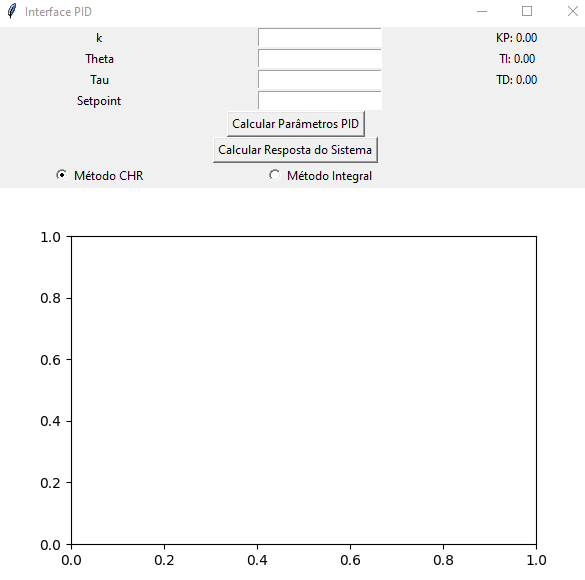 Interface PID
k KP: 0.00
Theta TI: 0.00
Tau TD: 0.00
Setpoint
Calcular Parâmetros PID
Calcular Resposta do Sistema
Método CHR Método Integral
1.0
0.8
0.6
0.4
0.2
0.0
0.0 0.2 0.4 0.6 0.8 1.0